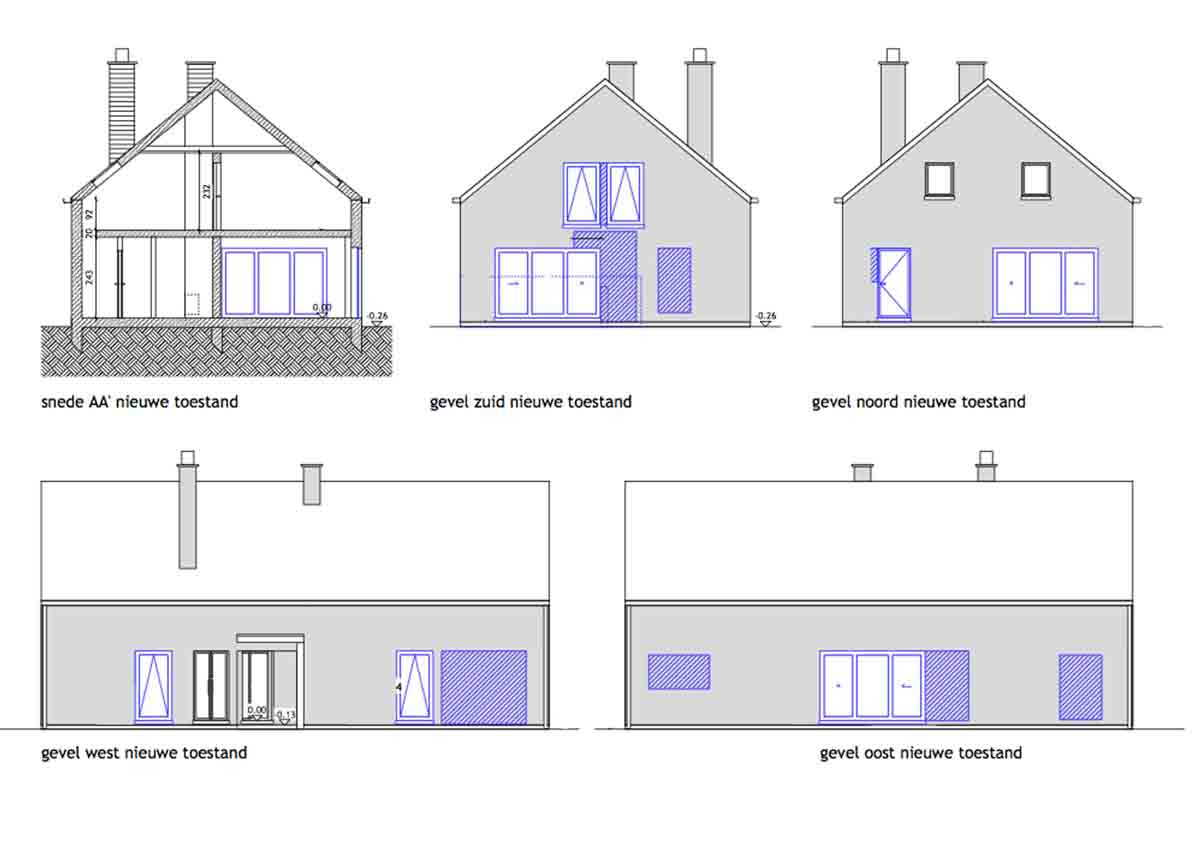 232
92
20
243
0.00
-0.26
-0.26
snede AA' nieuwe toestand
gevel zuid nieuwe toestand
gevel noord nieuwe toestand
4
0.00
-0.13
gevel west nieuwe toestand
gevel oost nieuwe toestand